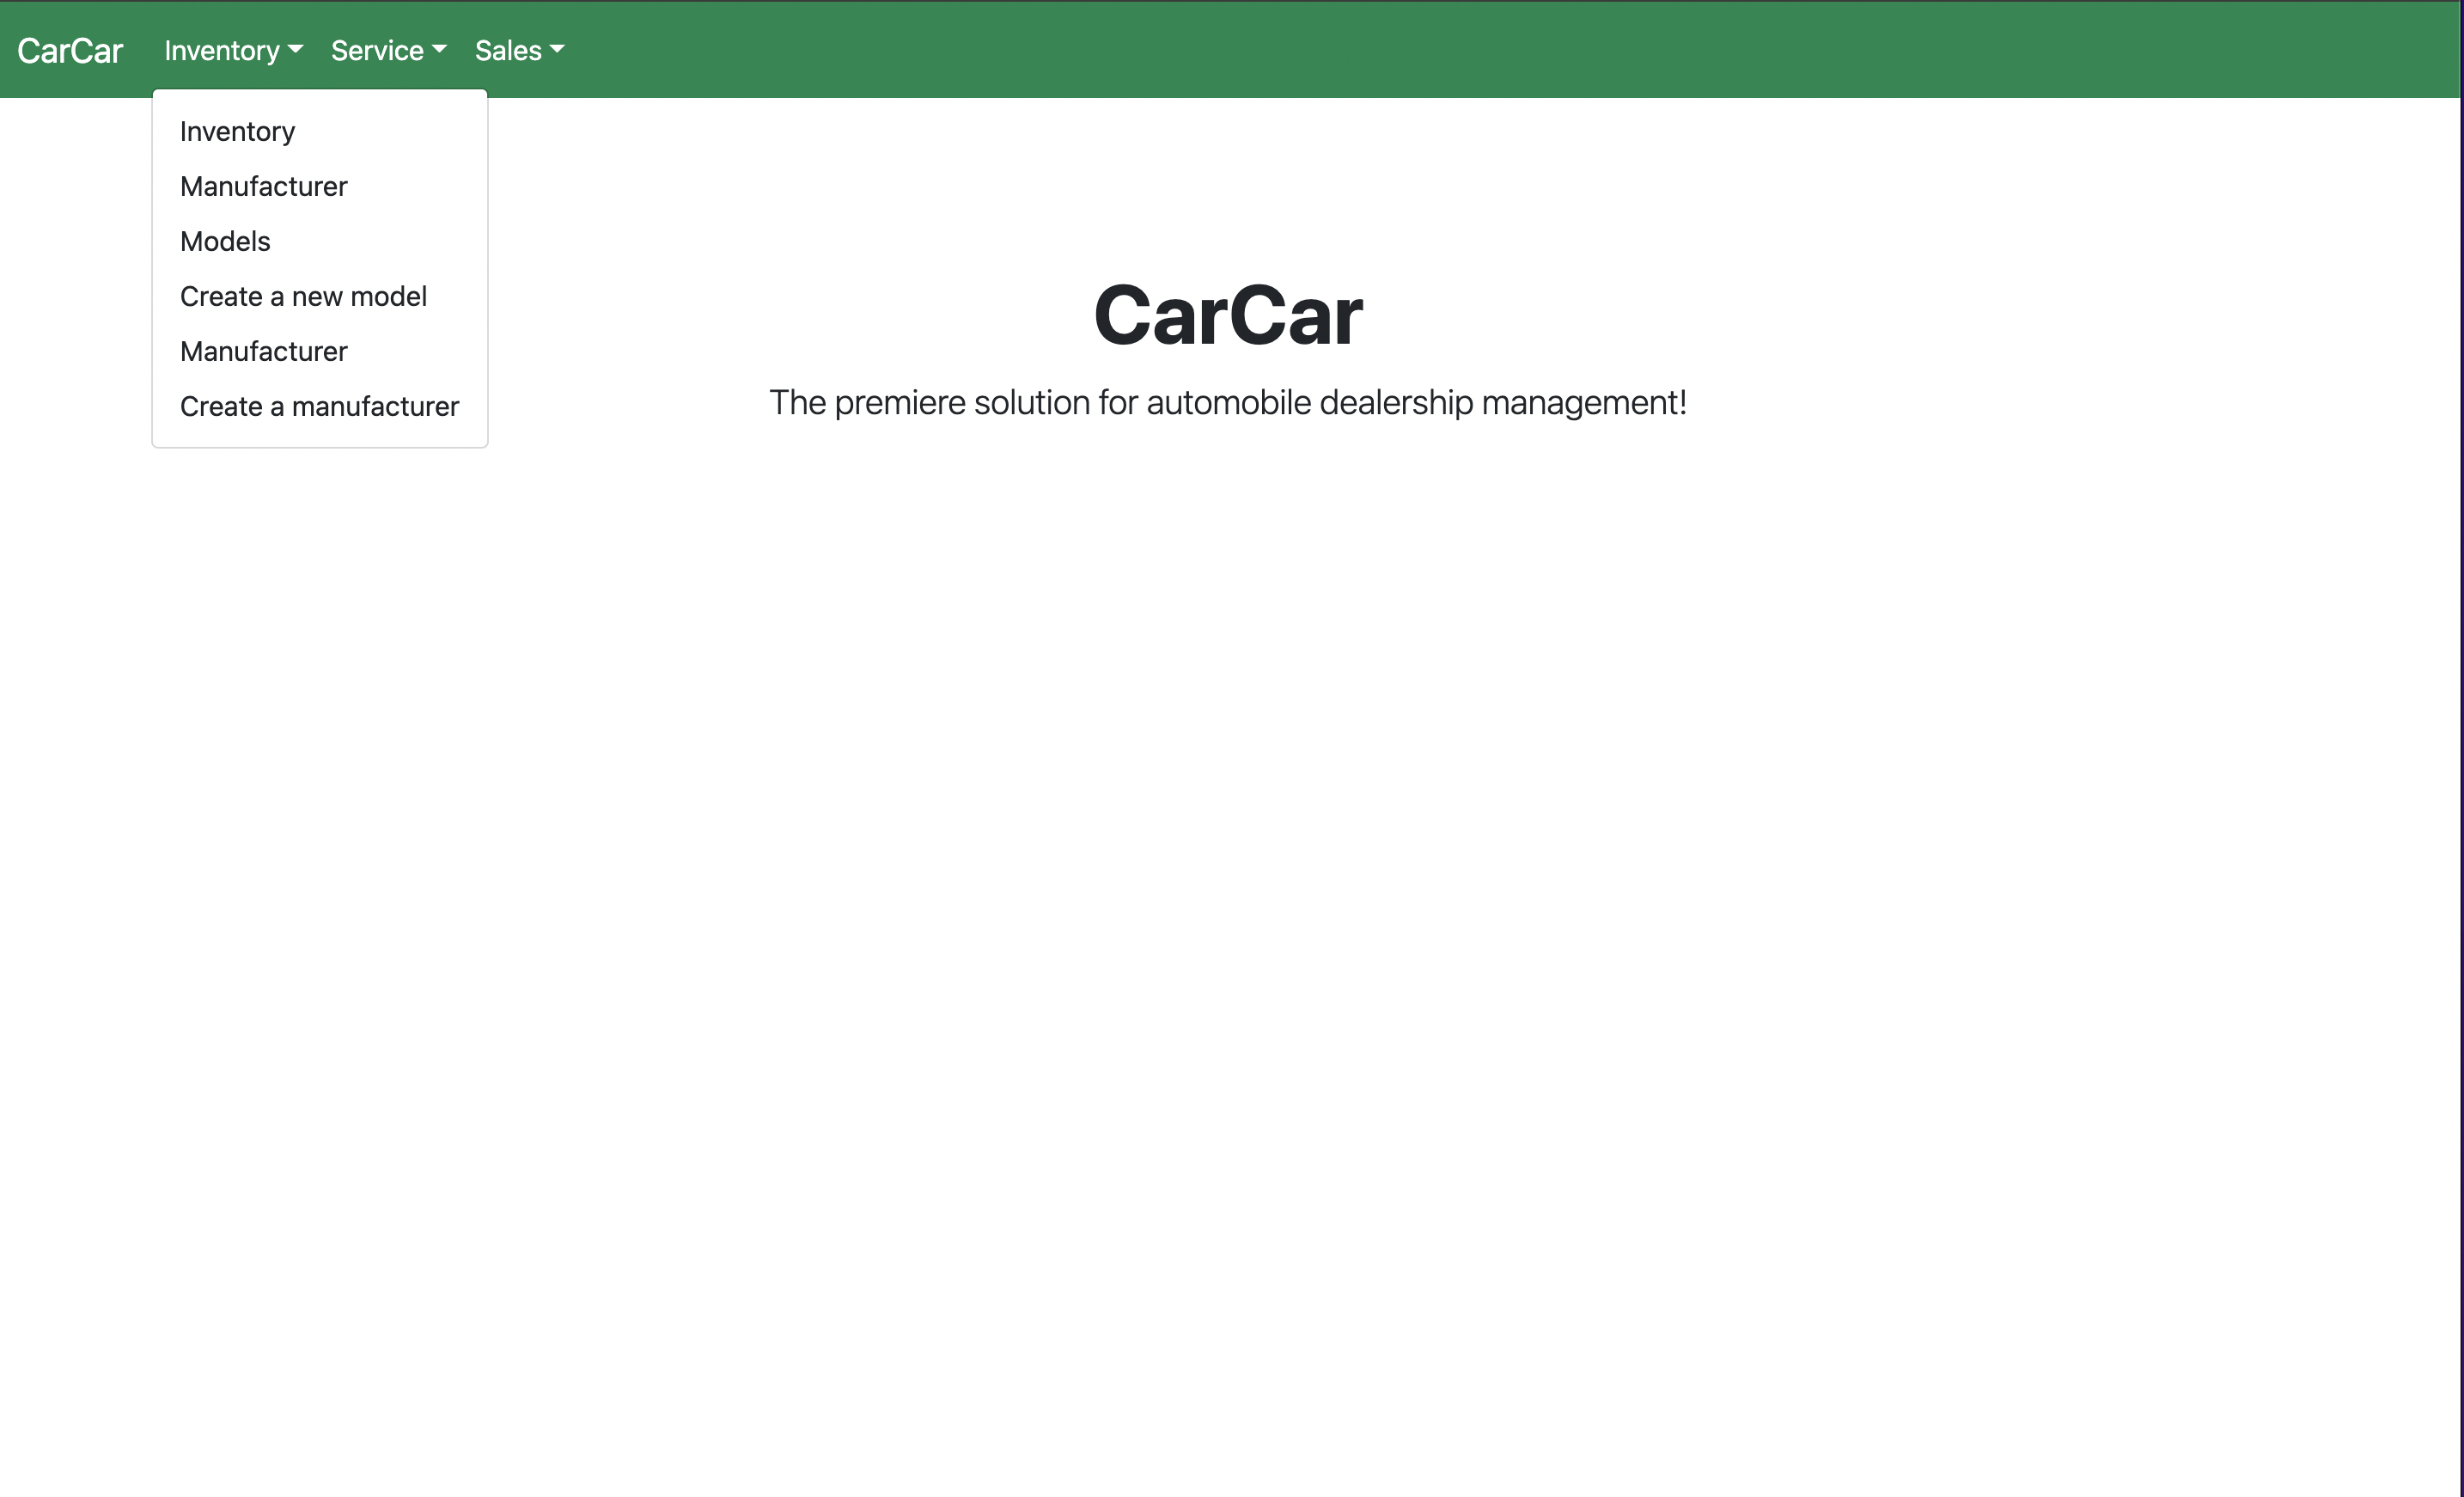 CarCar Inventory Service Sales
Inventory
Manufacturer
Models
Create a new model
Manufacturer
Create a manufacturer
CarCar
The premiere solution for automobile dealership management!